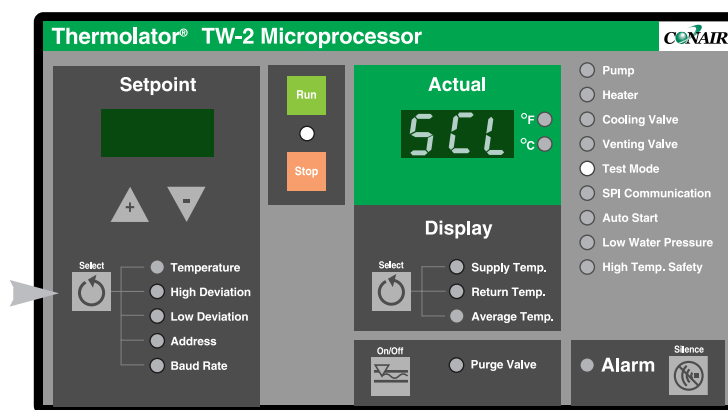 Thermolator® TW-2 Microprocessor
CONAIR
Setpoint
+
-
Select
Temperature
High Deviation
Low Deviation
Address
Baud Rate
Run
Stop
Actual
SCL
°F
°C
Display
Select
Supply Temp.
Return Temp.
Average Temp.
On/Off
Purge Valve
Pump
Heater
Cooling Valve
Venting Valve
Test Mode
SPI Communication
Auto Start
Low Water Pressure
High Temp. Safety
Alarm
Silence